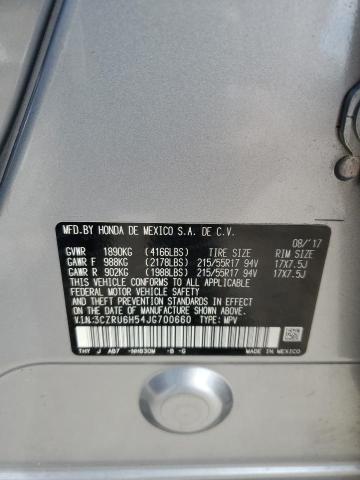 MFD.BY HONDA DE MEXICO S.A. DE C.V.
08/'17
GVWR 1890KG (4166LBS) TIRE SIZE RIM SIZE
GAWR F 988KG (2178LBS) 215/55R17 94V 17X7.5J
GAWR R 902KG (1988LBS) 215/55R17 94V 17X7.5J
THIS VEHICLE CONFORMS TO ALL APPLICABLE
FEDERAL MOTOR VEHICLE SAFETY
AND THEFT PREVENTION STANDARDS IN EFFECT
ON THE DATE OF MANUFACTURE SHOWN ABOVE.
V.I.N.:3CZRU6H54JG700660 TYPE: MPV
THY J AB7 -NH830M -B -G MADE IN MEXICO